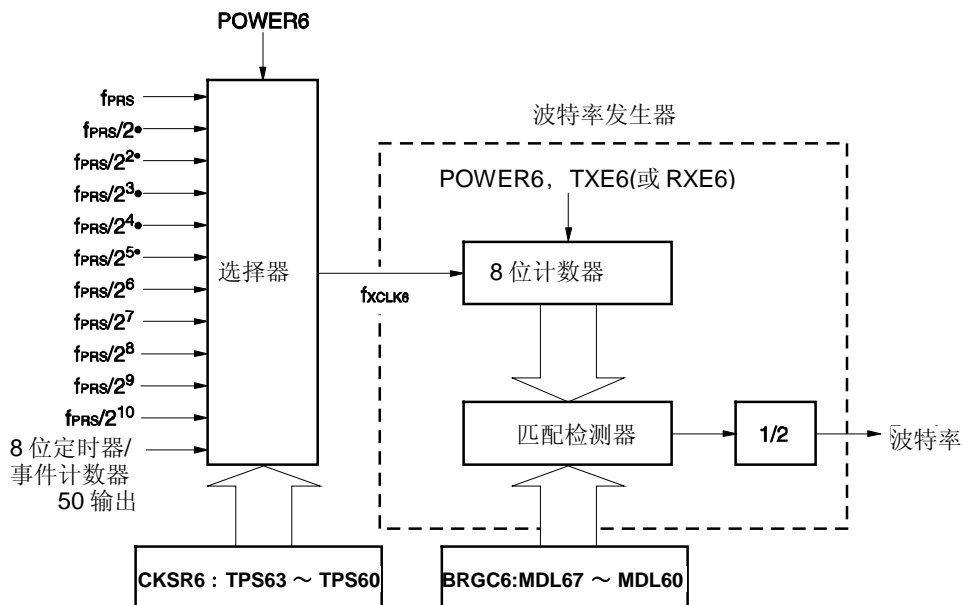 POWER6
fPRS
fPRS/2•
fPRS/2²•
fPRS/2³•
fPRS/2⁴•
fPRS/2⁵•
fPRS/2⁶
fPRS/2⁷
fPRS/2⁸
fPRS/2⁹
fPRS/2¹⁰
8 位定时器/
事件计数器
50 输出
选择器
fXCLK6
波特率发生器
POWER6， TXE6(或 RXE6)
8 位计数器
匹配检测器
1/2
波特率
CKSR6 : TPS63 ～ TPS60
BRGC6:MDL67 ～ MDL60